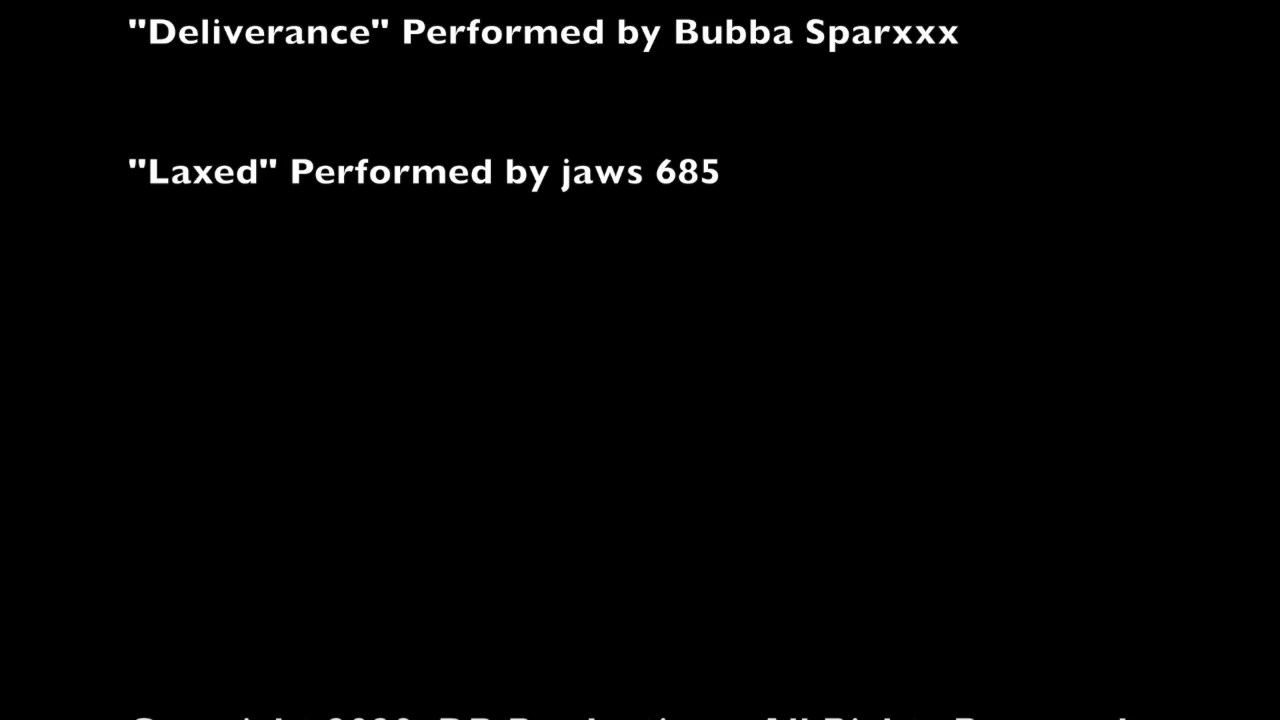 "Deliverance" Performed by Bubba Sparxxx
"Laxed" Performed by jaws 685